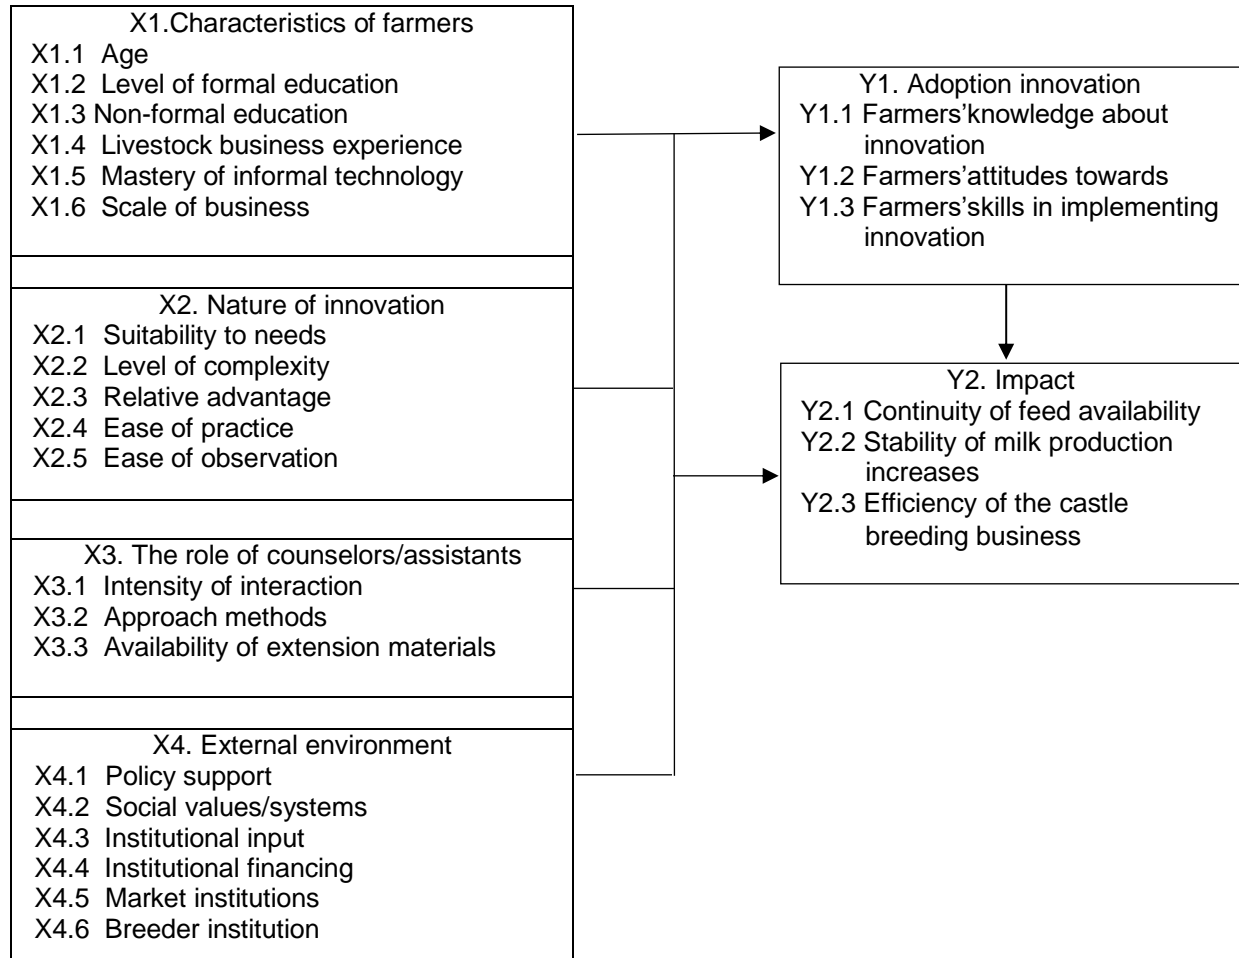 X1.Characteristics of farmers
X1.1 Age
X1.2 Level of formal education
X1.3 Non-formal education
X1.4 Livestock business experience
X1.5 Mastery of informal technology
X1.6 Scale of business
X2. Nature of innovation
X2.1 Suitability to needs
X2.2 Level of complexity
X2.3 Relative advantage
X2.4 Ease of practice
X2.5 Ease of observation
X3. The role of counselors/assistants
X3.1 Intensity of interaction
X3.2 Approach methods
X3.3 Availability of extension materials
X4. External environment
X4.1 Policy support
X4.2 Social values/systems
X4.3 Institutional input
X4.4 Institutional financing
X4.5 Market institutions
X4.6 Breeder institution
Y1. Adoption innovation
Y1.1 Farmers’knowledge about
innovation
Y1.2 Farmers’attitudes towards
Y1.3 Farmers’skills in implementing
innovation
Y2. Impact
Y2.1 Continuity of feed availability
Y2.2 Stability of milk production
increases
Y2.3 Efficiency of the castle
breeding business